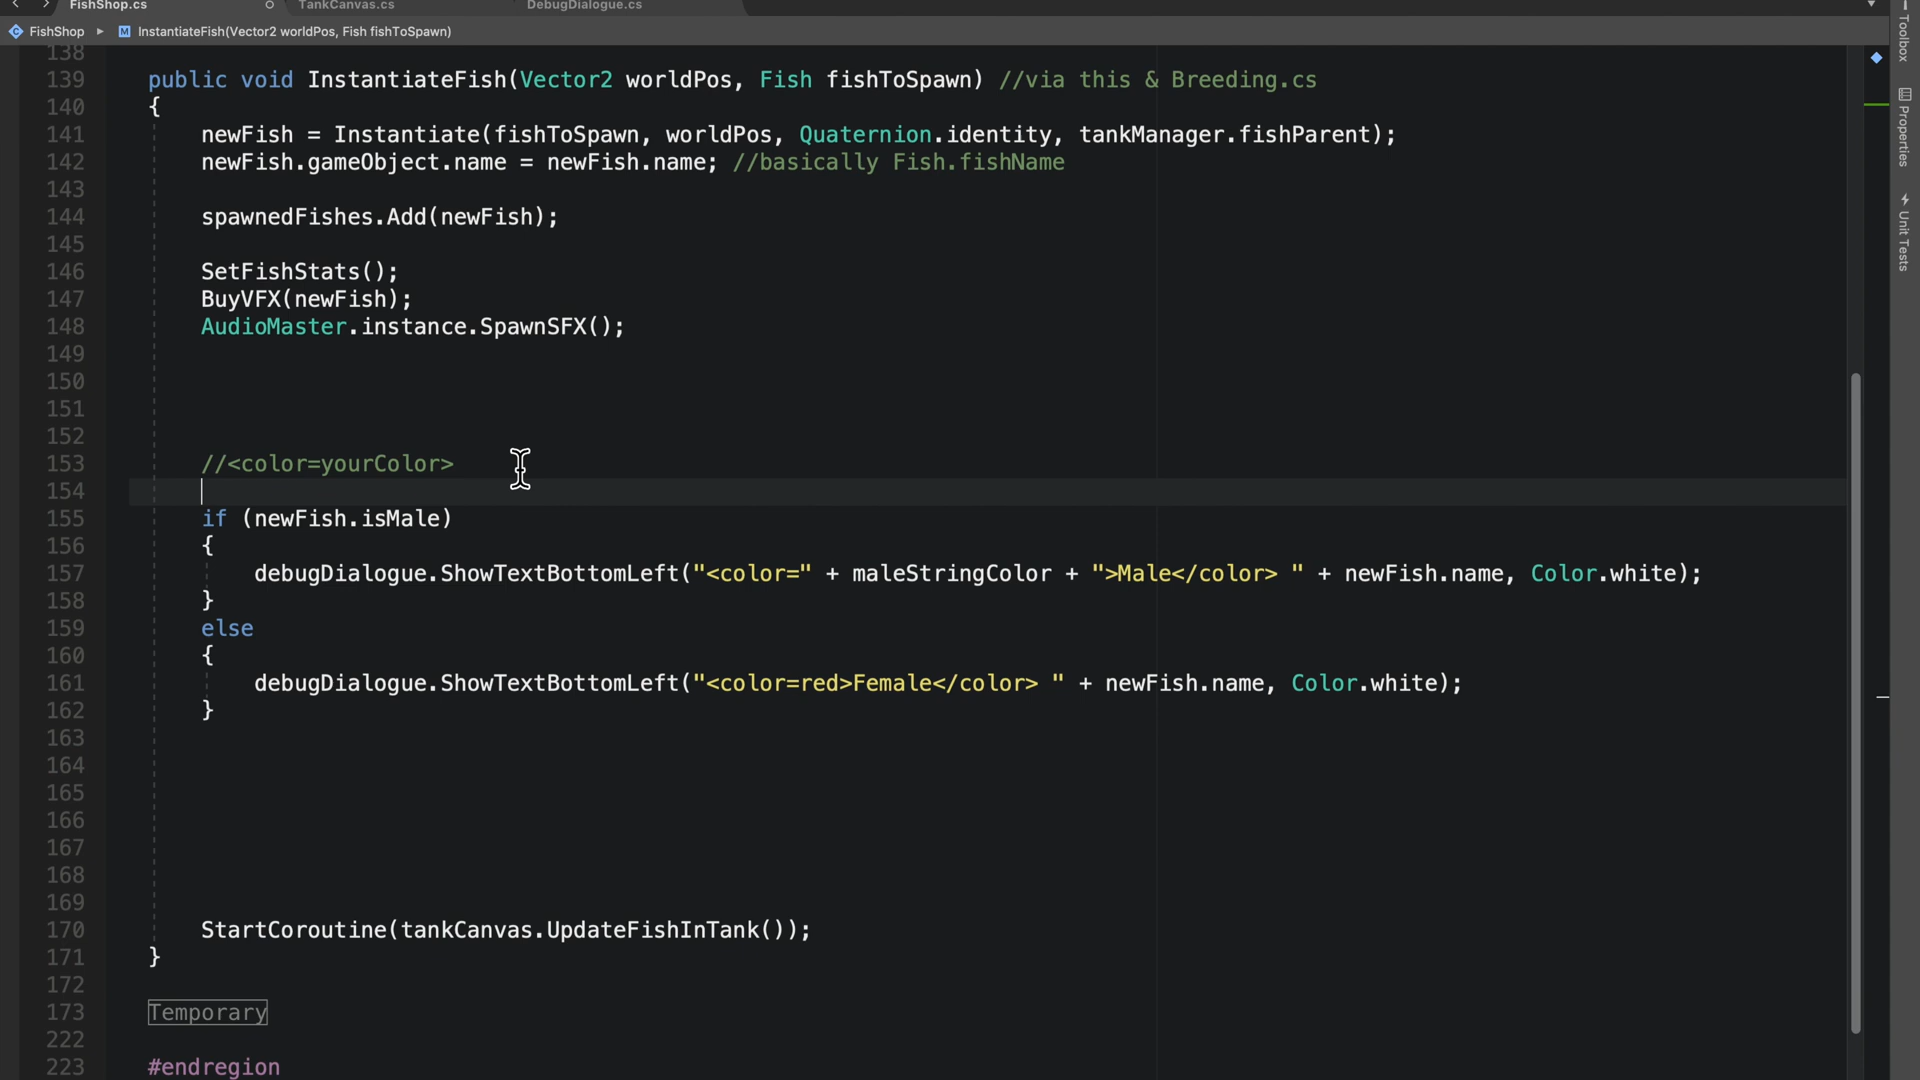 FishShop.cs
TankCanvas.cs
DebugDialogue.cs
FishShop
InstantiateFish(Vector2 worldPos, Fish fishToSpawn)
138
139 public void InstantiateFish(Vector2 worldPos, Fish fishToSpawn) //via this & Breeding.cs
140 {
141 newFish = Instantiate(fishToSpawn, worldPos, Quaternion.identity, tankManager.fishParent);
142 newFish.gameObject.name = newFish.name; //basically Fish.fishName
143
144 spawnedFishes.Add(newFish);
145
146 SetFishStats();
147 BuyVFX(newFish);
148 AudioMaster.instance.SpawnSFX();
149
150
151
152
153 //<color=yourColor>
154
155 if (newFish.isMale)
156 {
157 debugDialogue.ShowTextBottomLeft("<color=" + maleStringColor + ">Male</color> " + newFish.name, Color.white);
158 }
159 else
160 {
161 debugDialogue.ShowTextBottomLeft("<color=red>Female</color> " + newFish.name, Color.white);
162 }
163
164
165
166
167
168
169
170 StartCoroutine(tankCanvas.UpdateFishInTank());
171 }
172
173 Temporary
222
223 #endregion
Toolbox
Properties
Unit Tests